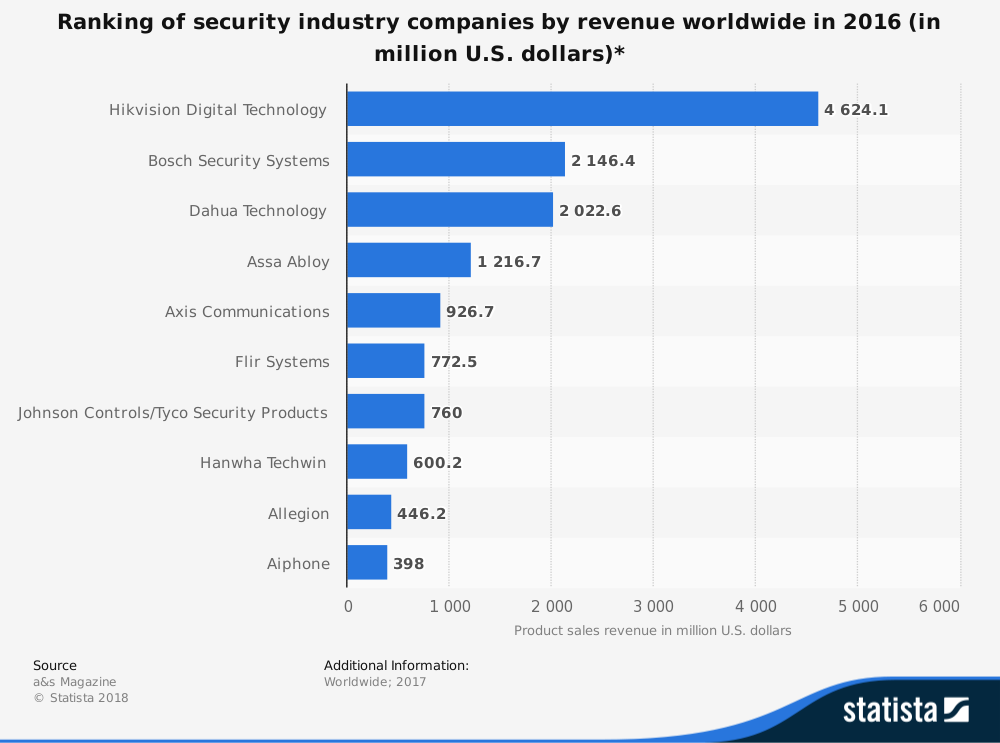 Ranking of security industry companies by revenue worldwide in 2016 (in
million U.S. dollars)*
Hikvision Digital Technology 4 624.1
Bosch Security Systems 2 146.4
Dahua Technology 2 022.6
Assa Abloy 1 216.7
Axis Communications 926.7
Flir Systems 772.5
Johnson Controls/Tyco Security Products 760
Hanwha Techwin 600.2
Allegion 446.2
Aiphone 398
0 1 000 2 000 3 000 4 000 5 000 6 000
Product sales revenue in million U.S. dollars
Source
a&s Magazine
© Statista 2018
Additional Information:
Worldwide; 2017
statista